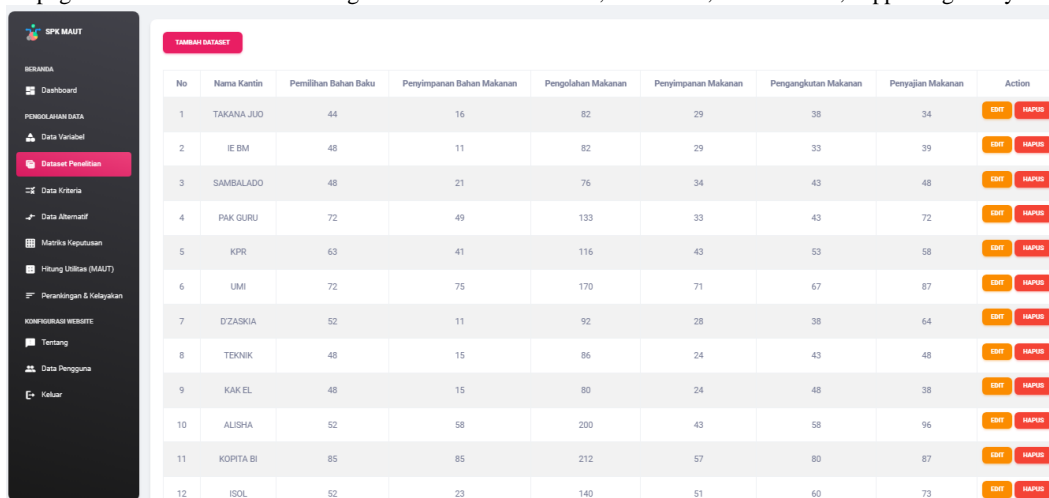 SPK MAUT
BERANDA
Dashboard
PENGOLAHAN DATA
Data Variabel
Dataset Penelitian
Data Kriteria
Data Alternatif
Matriks Keputusan
Hitung Utilitas (MAUT)
Perankingan & Kelayakan
KONFIGURASI WEBSITE
Tentang
Data Pengguna
Keluar
TAMBAH DATASET
No Nama Kantin Pemilihan Bahan Baku Penyimpanan Bahan Makanan Pengolahan Makanan Penyimpanan Makanan Pengangkutan Makanan Penyajian Makanan Action
1 TAKANA JUO 44 16 82 29 38 34 EDIT HAPUS
2 IE BM 48 11 82 29 33 39 EDIT HAPUS
3 SAMBALADO 48 21 76 34 43 48 EDIT HAPUS
4 PAK GURU 72 49 133 33 43 72 EDIT HAPUS
5 KPR 63 41 116 43 53 58 EDIT HAPUS
6 UMI 72 75 170 71 67 87 EDIT HAPUS
7 D'ZASKIA 52 11 92 28 38 64 EDIT HAPUS
8 TEKNIK 48 15 86 24 43 48 EDIT HAPUS
9 KAK EL 48 15 80 24 48 38 EDIT HAPUS
10 ALISHA 52 58 200 43 58 96 EDIT HAPUS
11 KOPITA BI 85 85 212 57 80 87 EDIT HAPUS
12 ISOL 52 23 140 51 60 73 EDIT HAPUS